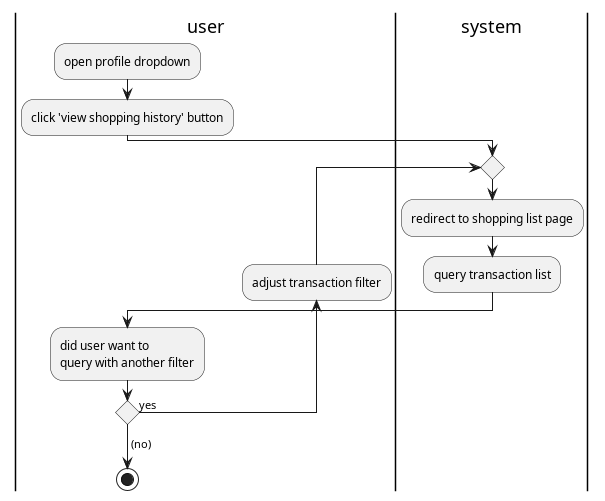 user
system
open profile dropdown
click 'view shopping history' button
redirect to shopping list page
query transaction list
adjust transaction filter
did user want to
query with another filter
yes
(no)